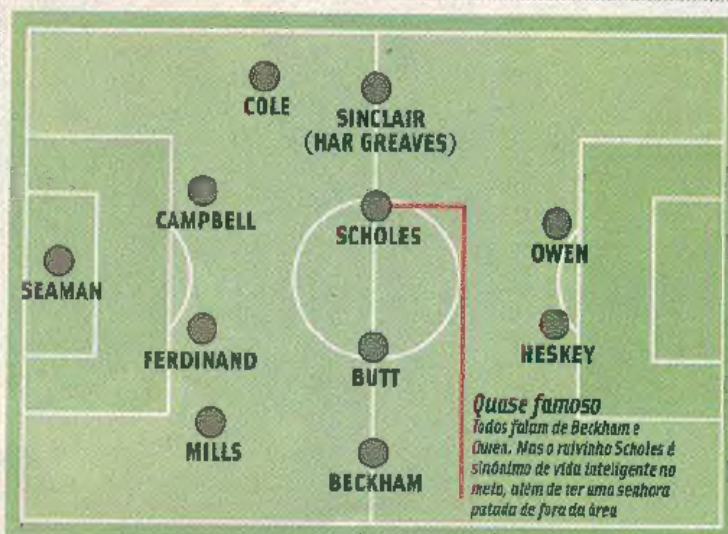 COLE
SINCLAIR
(HAR GREAVES)
CAMPBELL
SCHOLES
OWEN
SEAMAN
FERDINAND
BUTT
HESKEY
MILLS
BECKHAM
Quase famoso
Todos falam de Beckham e
Owen. Mas o ruivinho Scholes é
sinônimo de vida inteligente no
meio, além de ter uma senhora
patada de fora da área